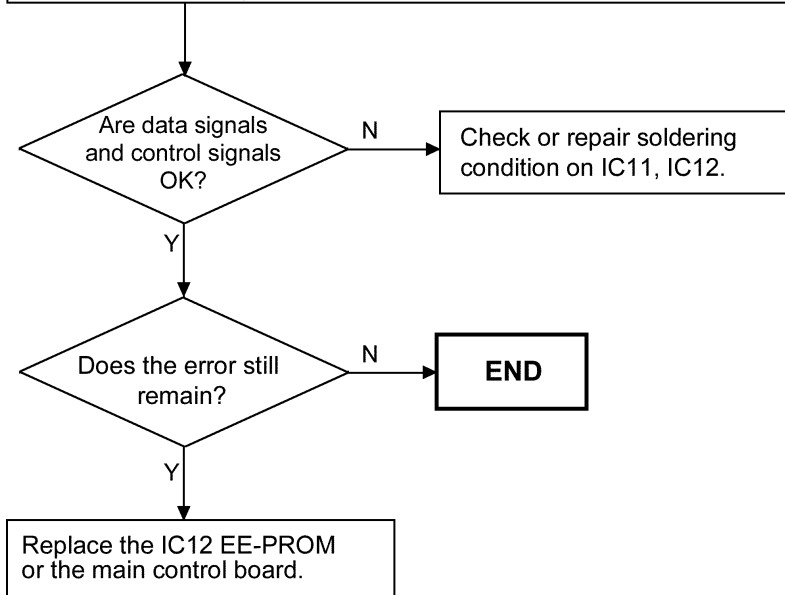 Are data signals
and control signals
OK?
N
Check or repair soldering
condition on IC11, IC12.
Y
Does the error still
remain?
N
END
Y
Replace the IC12 EE-PROM
or the main control board.